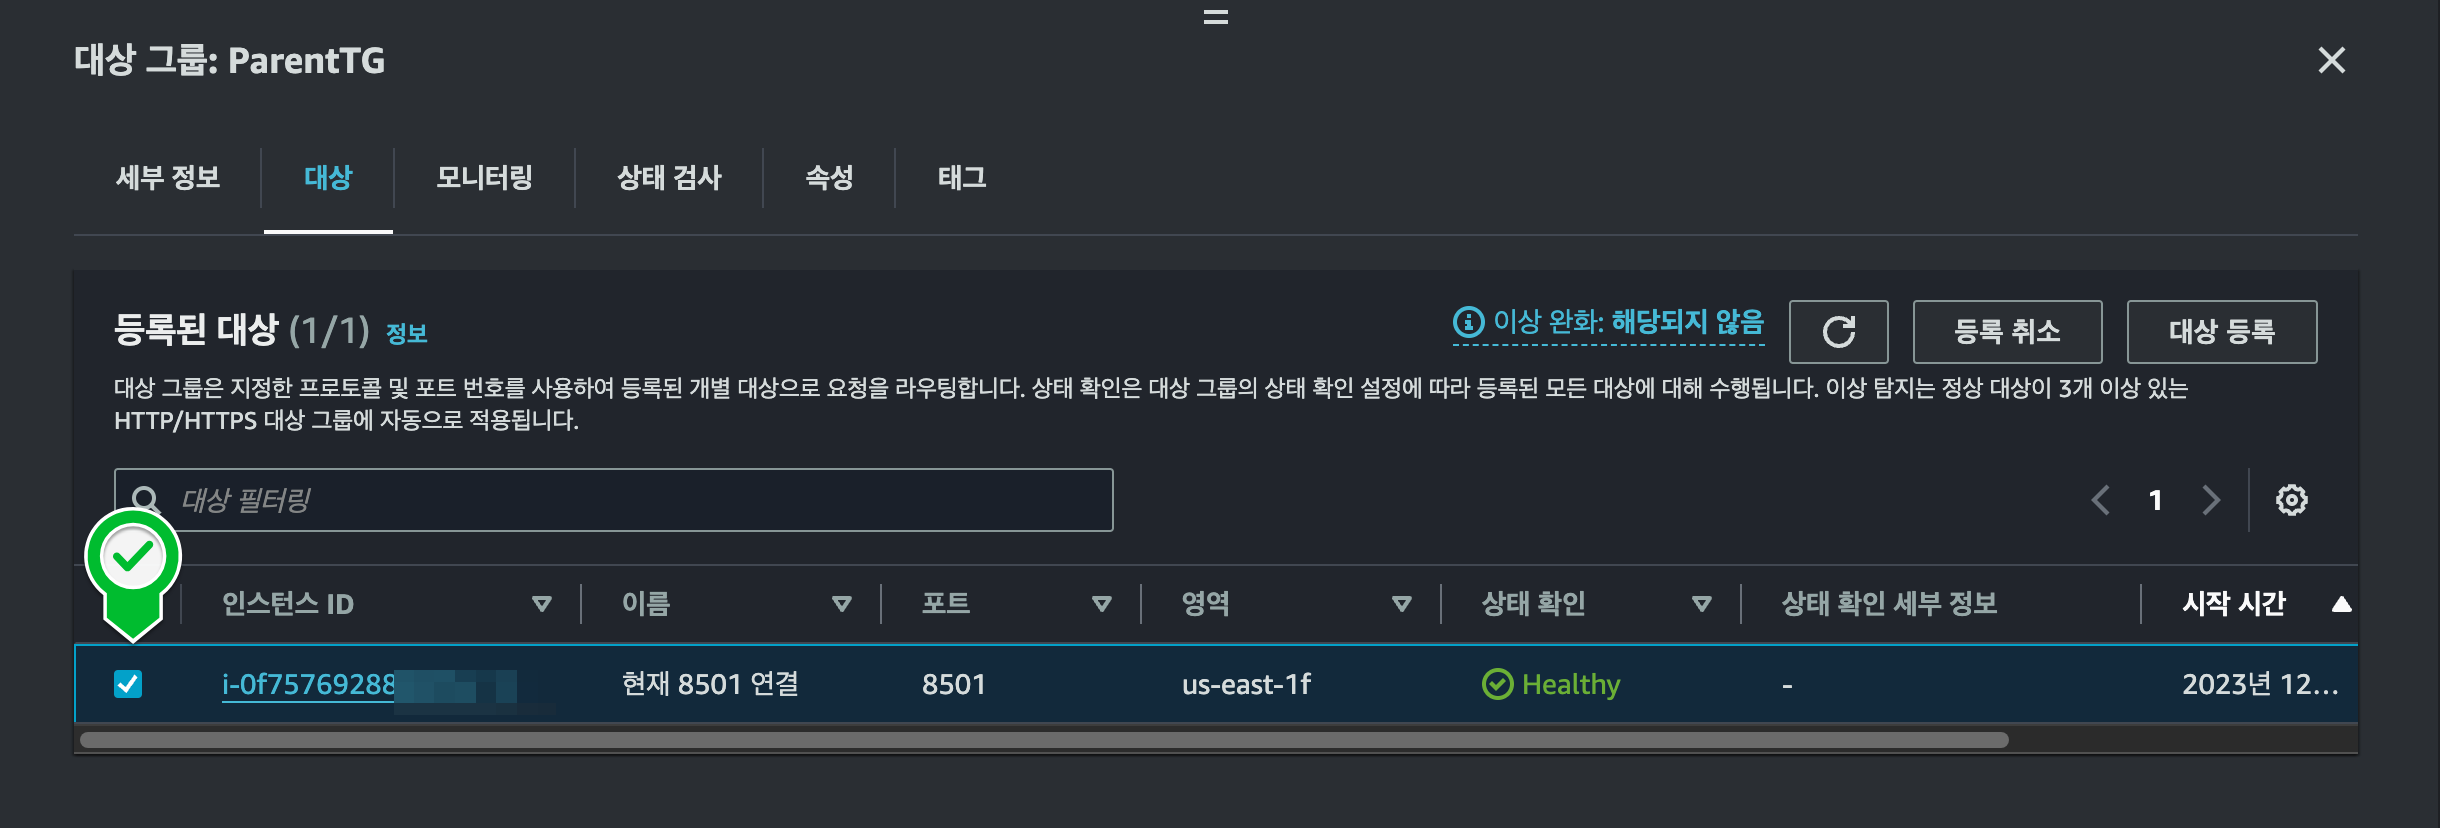 대상 그룹: ParentTG
세부 정보 대상 모니터링 상태 검사 속성 태그
등록된 대상 (1/1) 정보 이상 완화: 해당되지 않음 등록 취소 대상 등록
대상 그룹은 지정한 프로토콜 및 포트 번호를 사용하여 등록된 개별 대상으로 요청을 라우팅합니다. 상태 확인은 대상 그룹의 상태 확인 설정에 따라 등록된 모든 대상에 대해 수행됩니다. 이상 탐지는 정상 대상이 3개 이상 있는
HTTP/HTTPS 대상 그룹에 자동으로 적용됩니다.
대상 필터링 1
인스턴스 ID 이름 포트 영역 상태 확인 상태 확인 세부 정보 시작 시간
i-0f75769288 현재 8501 연결 8501 us-east-1f Healthy - 2023년 12...